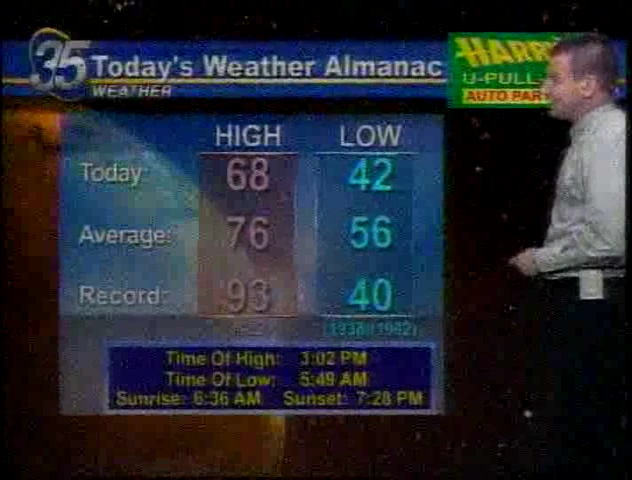 35 Today's Weather Almanac
WEATHER
U-PULL
AUTO PAR
HIGH LOW
Today: 68 42
Average: 76 56
Record: 93 40
Time Of High: 3:02 PM
Time Of Low: 5:49 AM
Sunrise: 6:36 AM Sunset: 7:28 PM